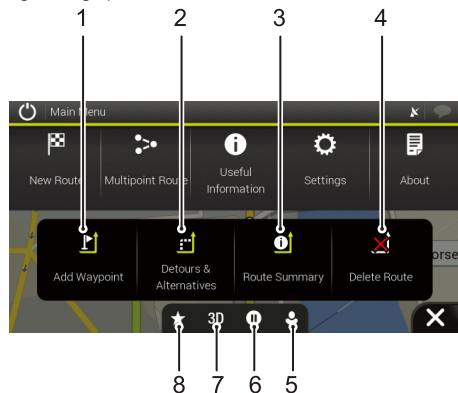 1 2 3 4
Main Menu
New Route Multipoint Route Useful Information Settings About
Add Waypoint Detours & Alternatives Route Summary Delete Route
orse
3D
8 7 6 5